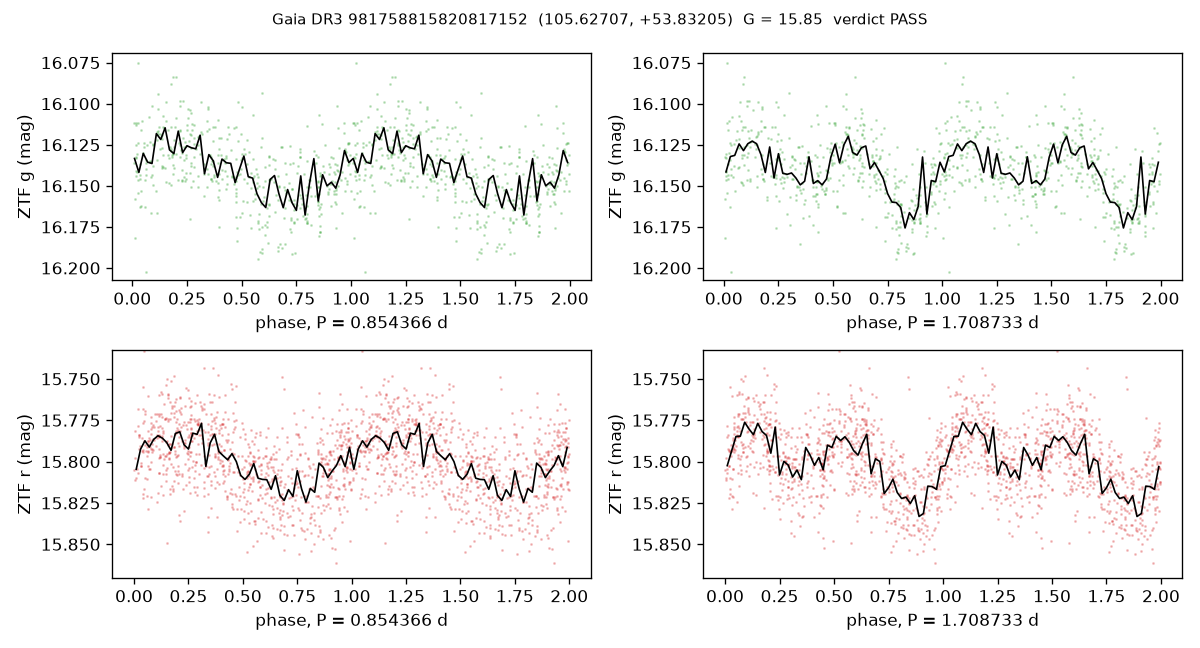 Gaia DR3 981758815820817152  (105.62707, +53.83205)  G = 15.85  verdict PASS
ZTF g (mag)
16.075
16.100
16.125
16.150
16.175
16.200
0.00 0.25 0.50 0.75 1.00 1.25 1.50 1.75 2.00
phase, P = 0.854366 d
ZTF g (mag)
16.075
16.100
16.125
16.150
16.175
16.200
0.00 0.25 0.50 0.75 1.00 1.25 1.50 1.75 2.00
phase, P = 1.708733 d
ZTF r (mag)
15.750
15.775
15.800
15.825
15.850
0.00 0.25 0.50 0.75 1.00 1.25 1.50 1.75 2.00
phase, P = 0.854366 d
ZTF r (mag)
15.750
15.775
15.800
15.825
15.850
0.00 0.25 0.50 0.75 1.00 1.25 1.50 1.75 2.00
phase, P = 1.708733 d